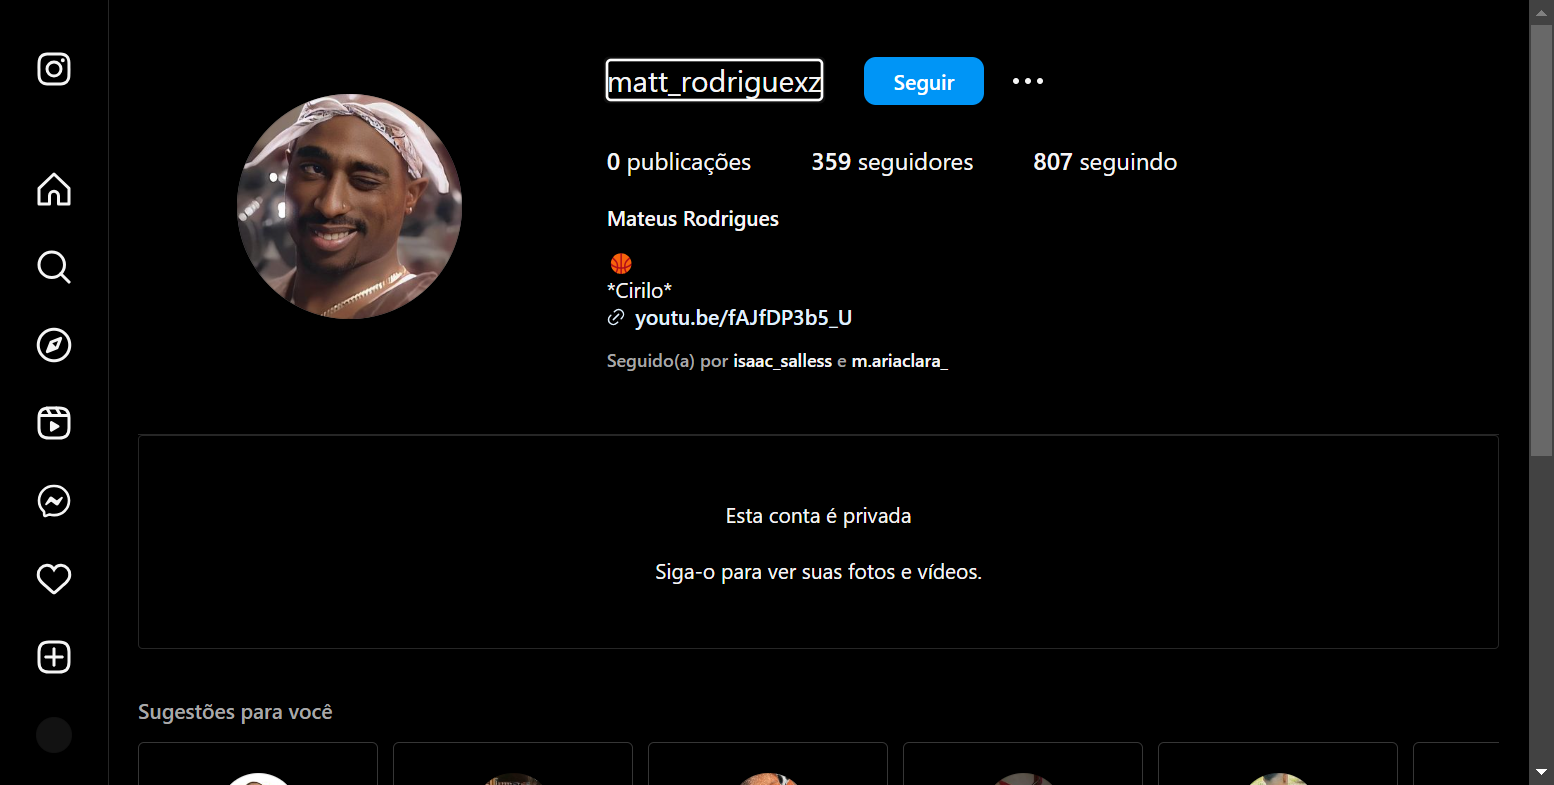 matt_rodriguexz Seguir
0 publicações 359 seguidores 807 seguindo
Mateus Rodrigues
*Cirilo*
youtu.be/fAJfDP3b5_U
Seguido(a) por isaac_salless e m.ariaclara_
Esta conta é privada
Siga-o para ver suas fotos e vídeos.
Sugestões para você